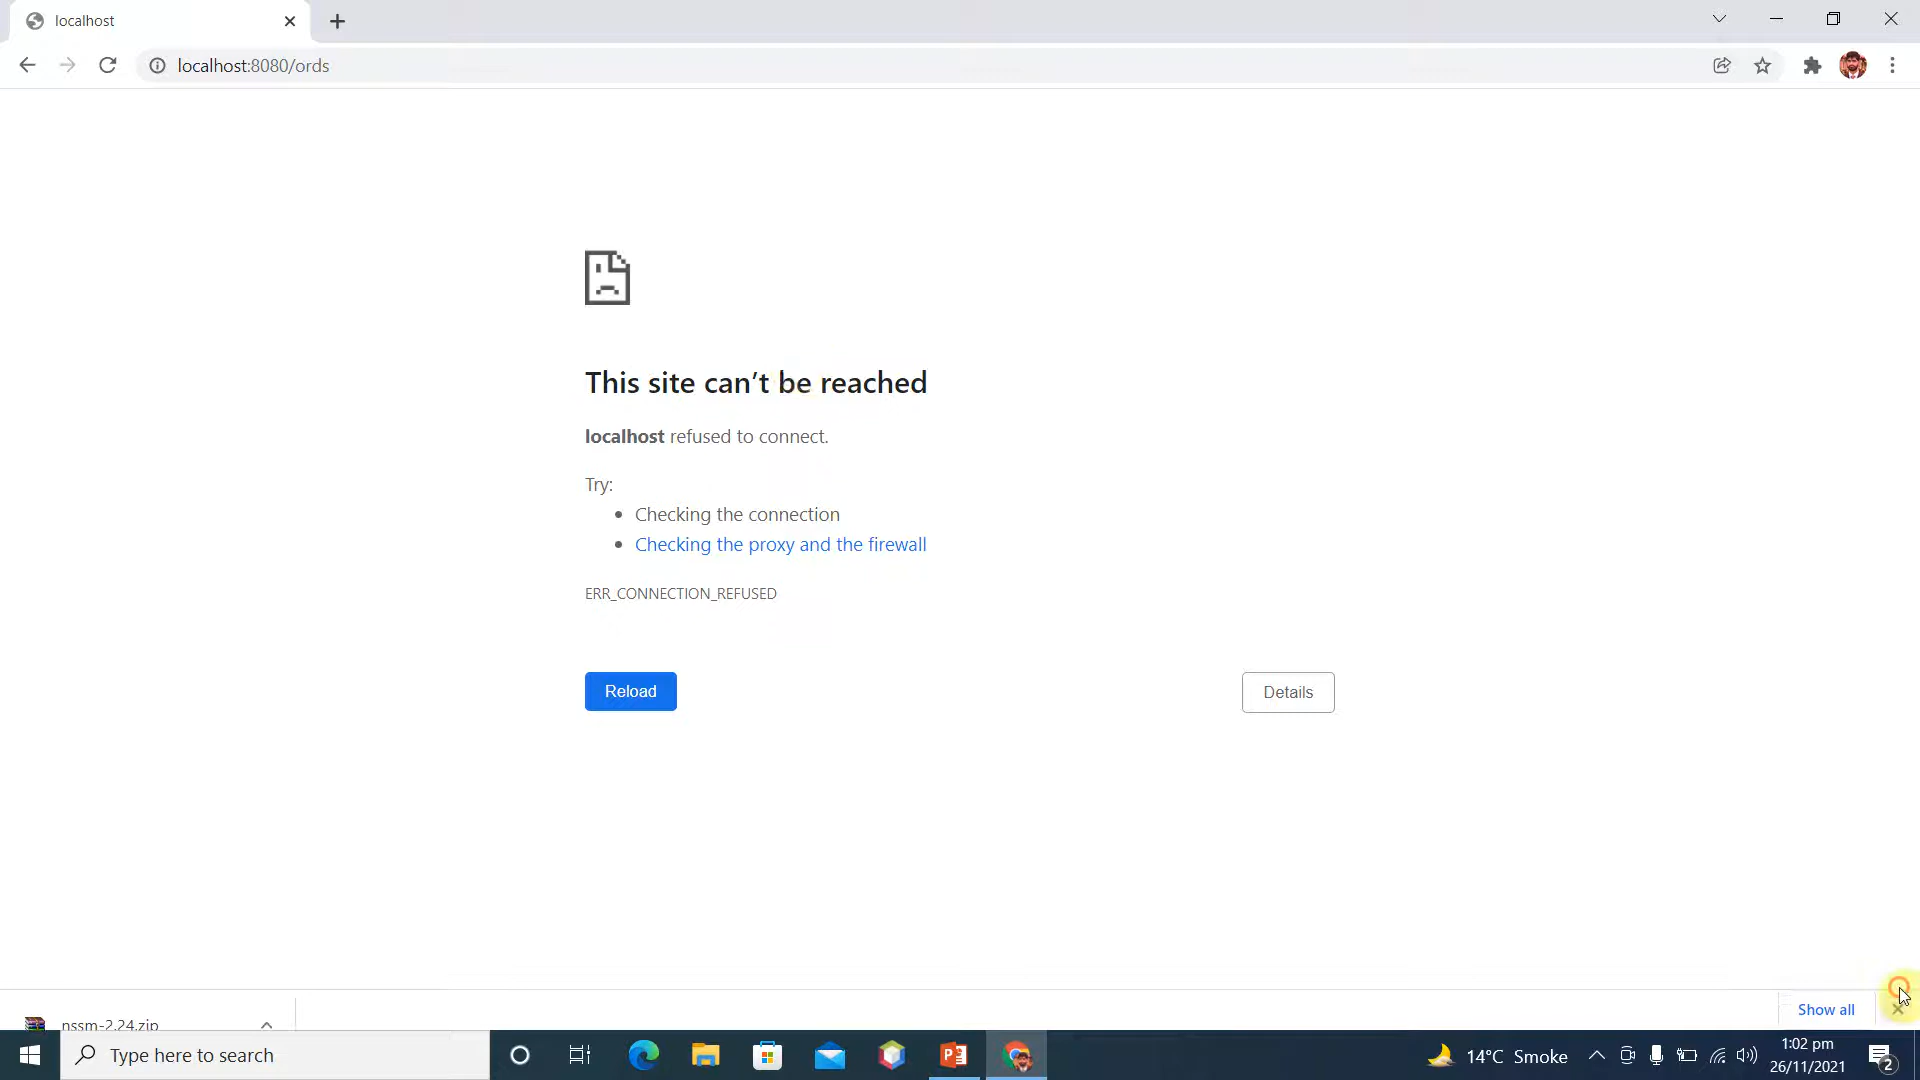 localhost
localhost:8080/ords
This site can’t be reached
localhost refused to connect.
Try:
Checking the connection
Checking the proxy and the firewall
ERR_CONNECTION_REFUSED
Reload
Details
nssm-2.24.zip
Show all
Type here to search
14°C Smoke
1:02 pm
26/11/2021
2